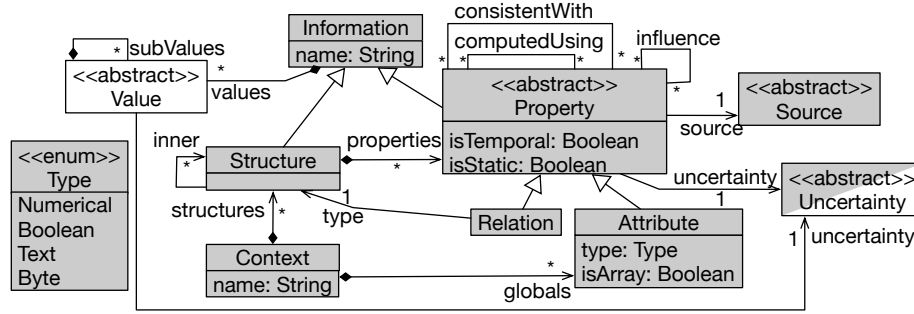 consistentWith
Information
name: String
computedUsing
influence
* subValues
<<abstract>>
Value
*
values
* * * *
*
<<abstract>>
Property
isTemporal: Boolean
isStatic: Boolean
1
source
<<abstract>>
Source
inner
*
Structure
properties
*
<<enum>>
Type
Numerical
Boolean
Text
Byte
structures *
1
type
Relation
uncertainty
1
<<abstract>>
Uncertainty
Attribute
type: Type
isArray: Boolean
1 uncertainty
Context
name: String
*
globals